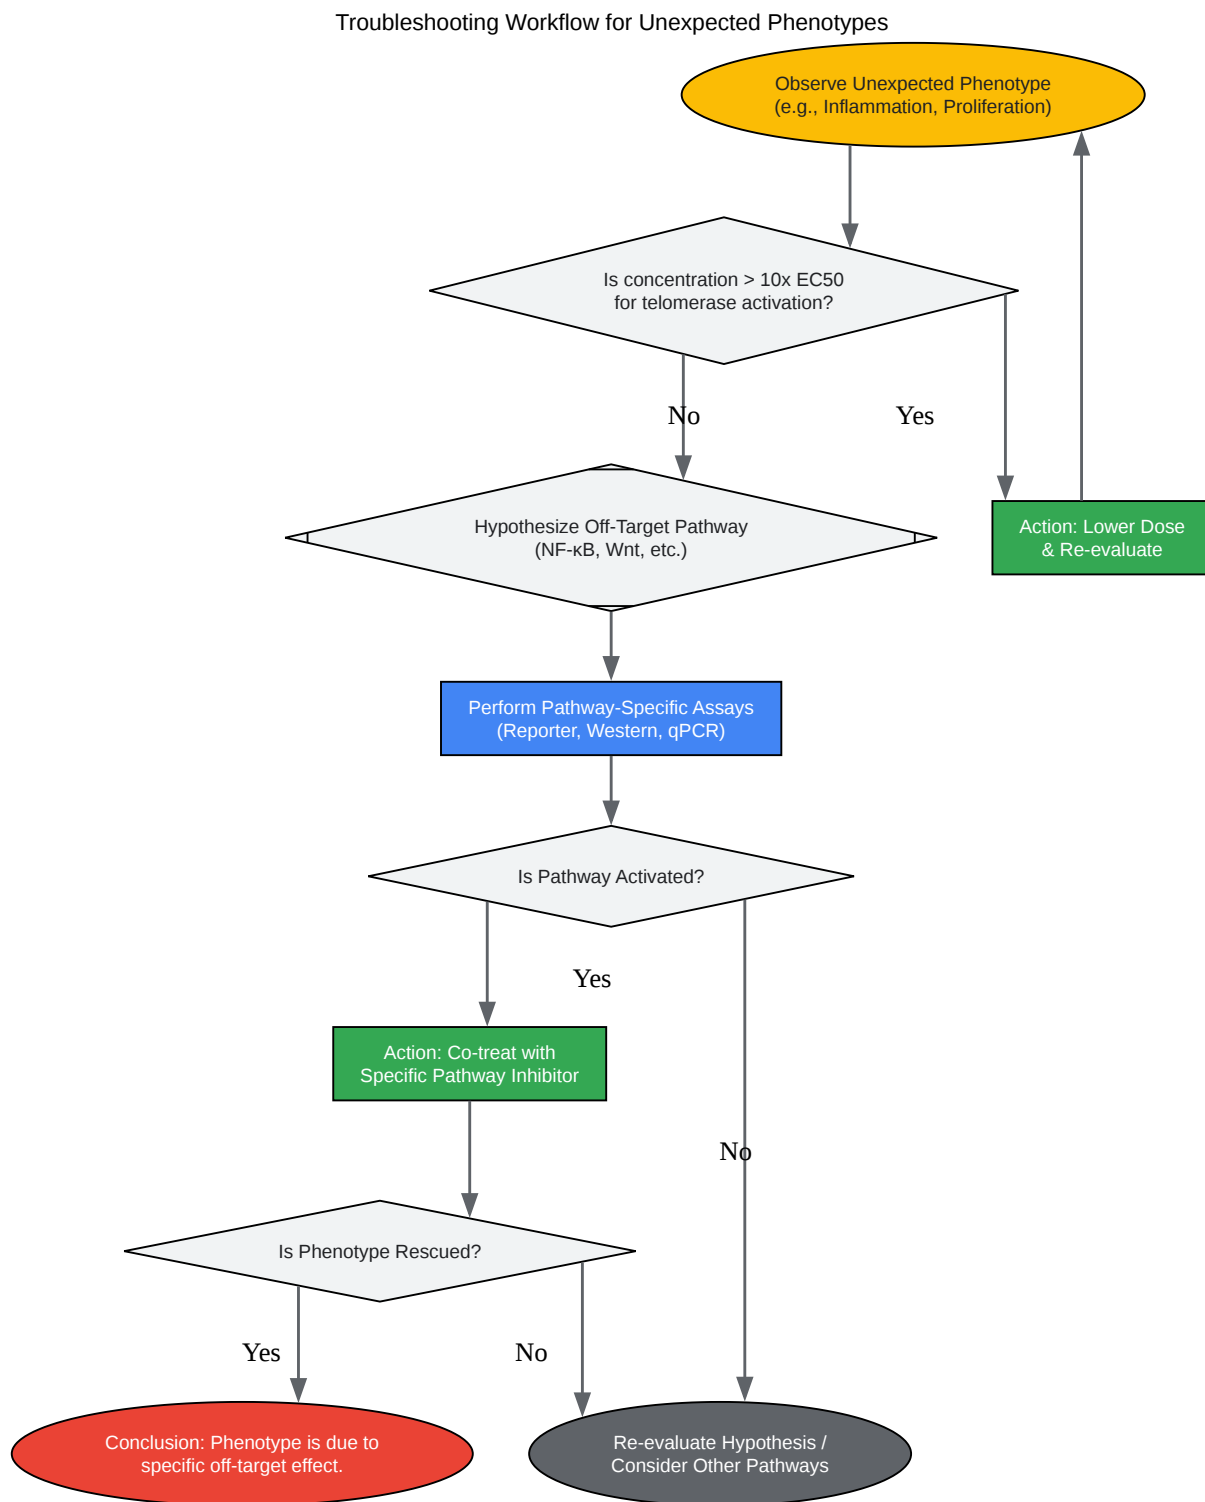 Troubleshooting Workflow for Unexpected Phenotypes
Observe Unexpected Phenotype
(e.g., Inflammation, Proliferation)
Is concentration > 10x EC50
for telomerase activation?
No
Yes
Hypothesize Off-Target Pathway
(NF-κB, Wnt, etc.)
Action: Lower Dose
& Re-evaluate
Perform Pathway-Specific Assays
(Reporter, Western, qPCR)
Is Pathway Activated?
Yes
Action: Co-treat with
Specific Pathway Inhibitor
No
Is Phenotype Rescued?
Yes
No
Conclusion: Phenotype is due to
specific off-target effect.
Re-evaluate Hypothesis /
Consider Other Pathways